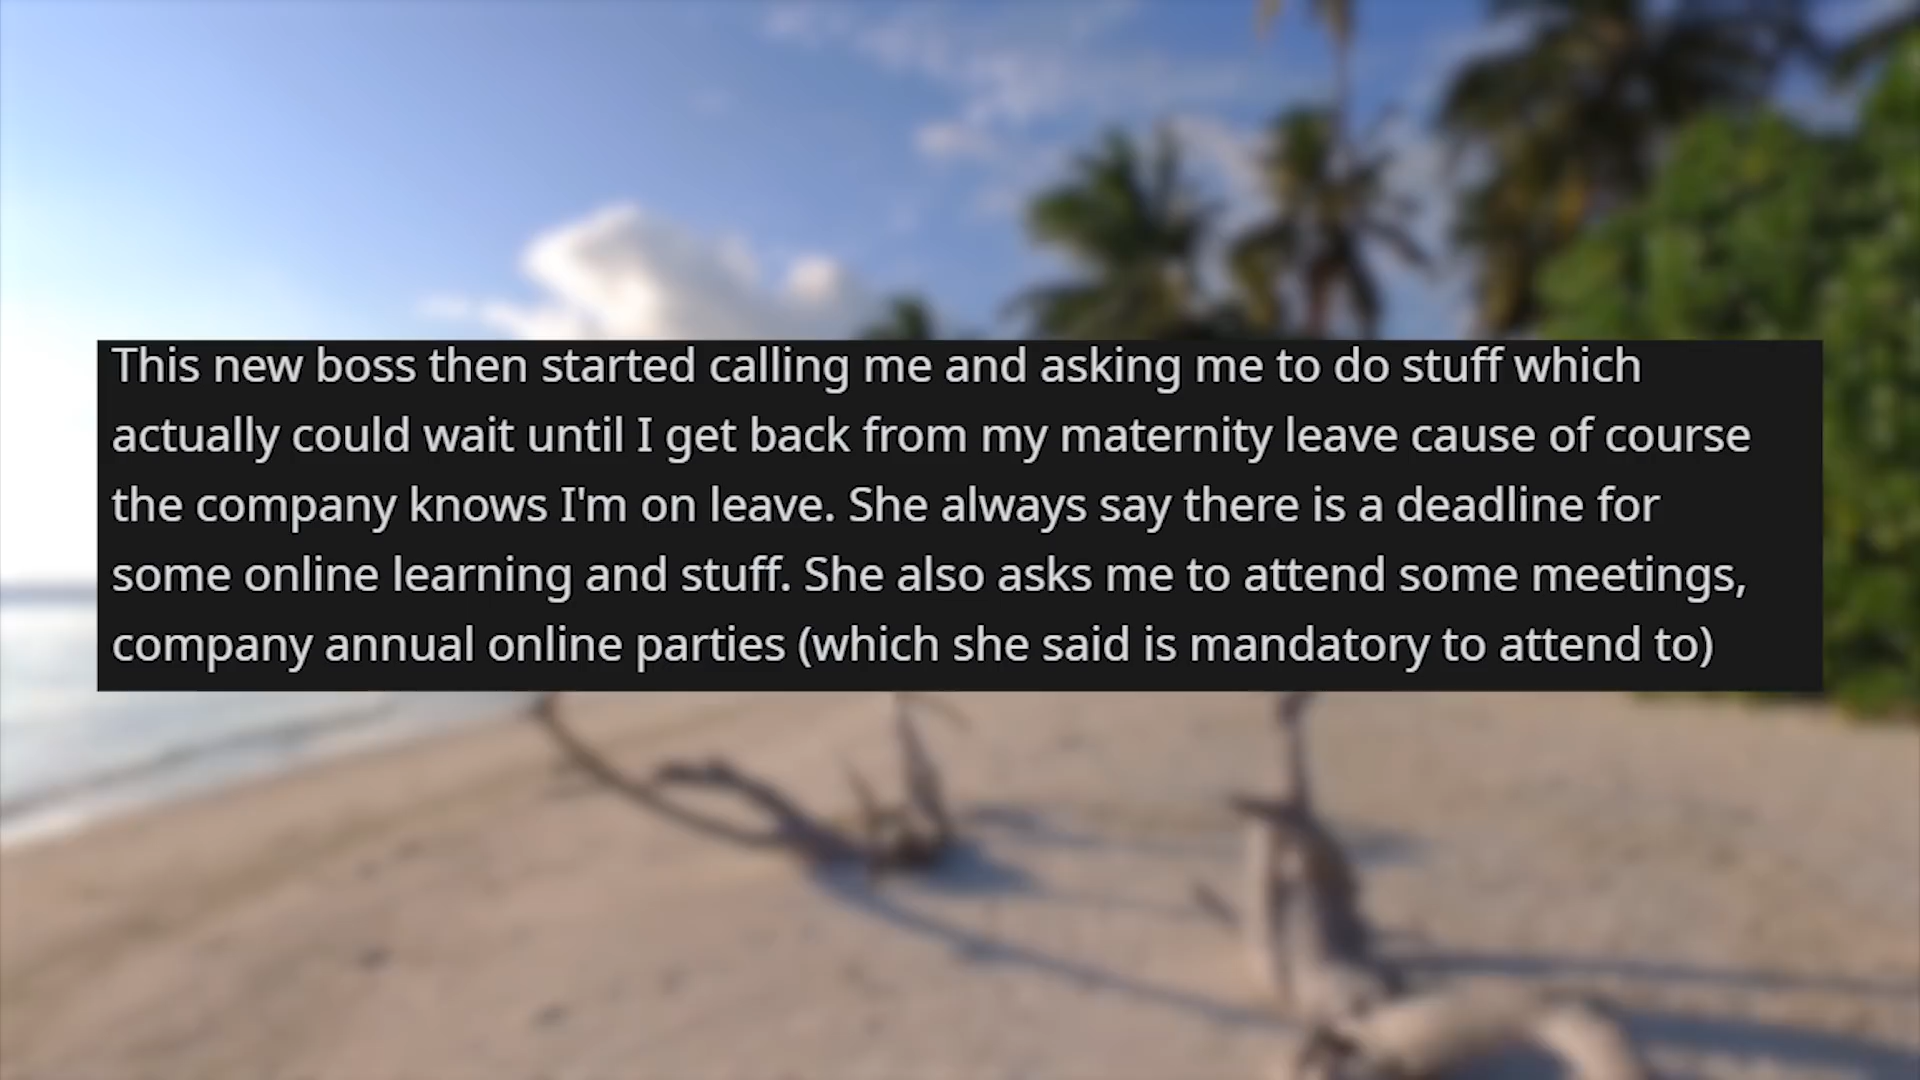 This new boss then started calling me and asking me to do stuff which
actually could wait until I get back from my maternity leave cause of course
the company knows I'm on leave. She always say there is a deadline for
some online learning and stuff. She also asks me to attend some meetings,
company annual online parties (which she said is mandatory to attend to)